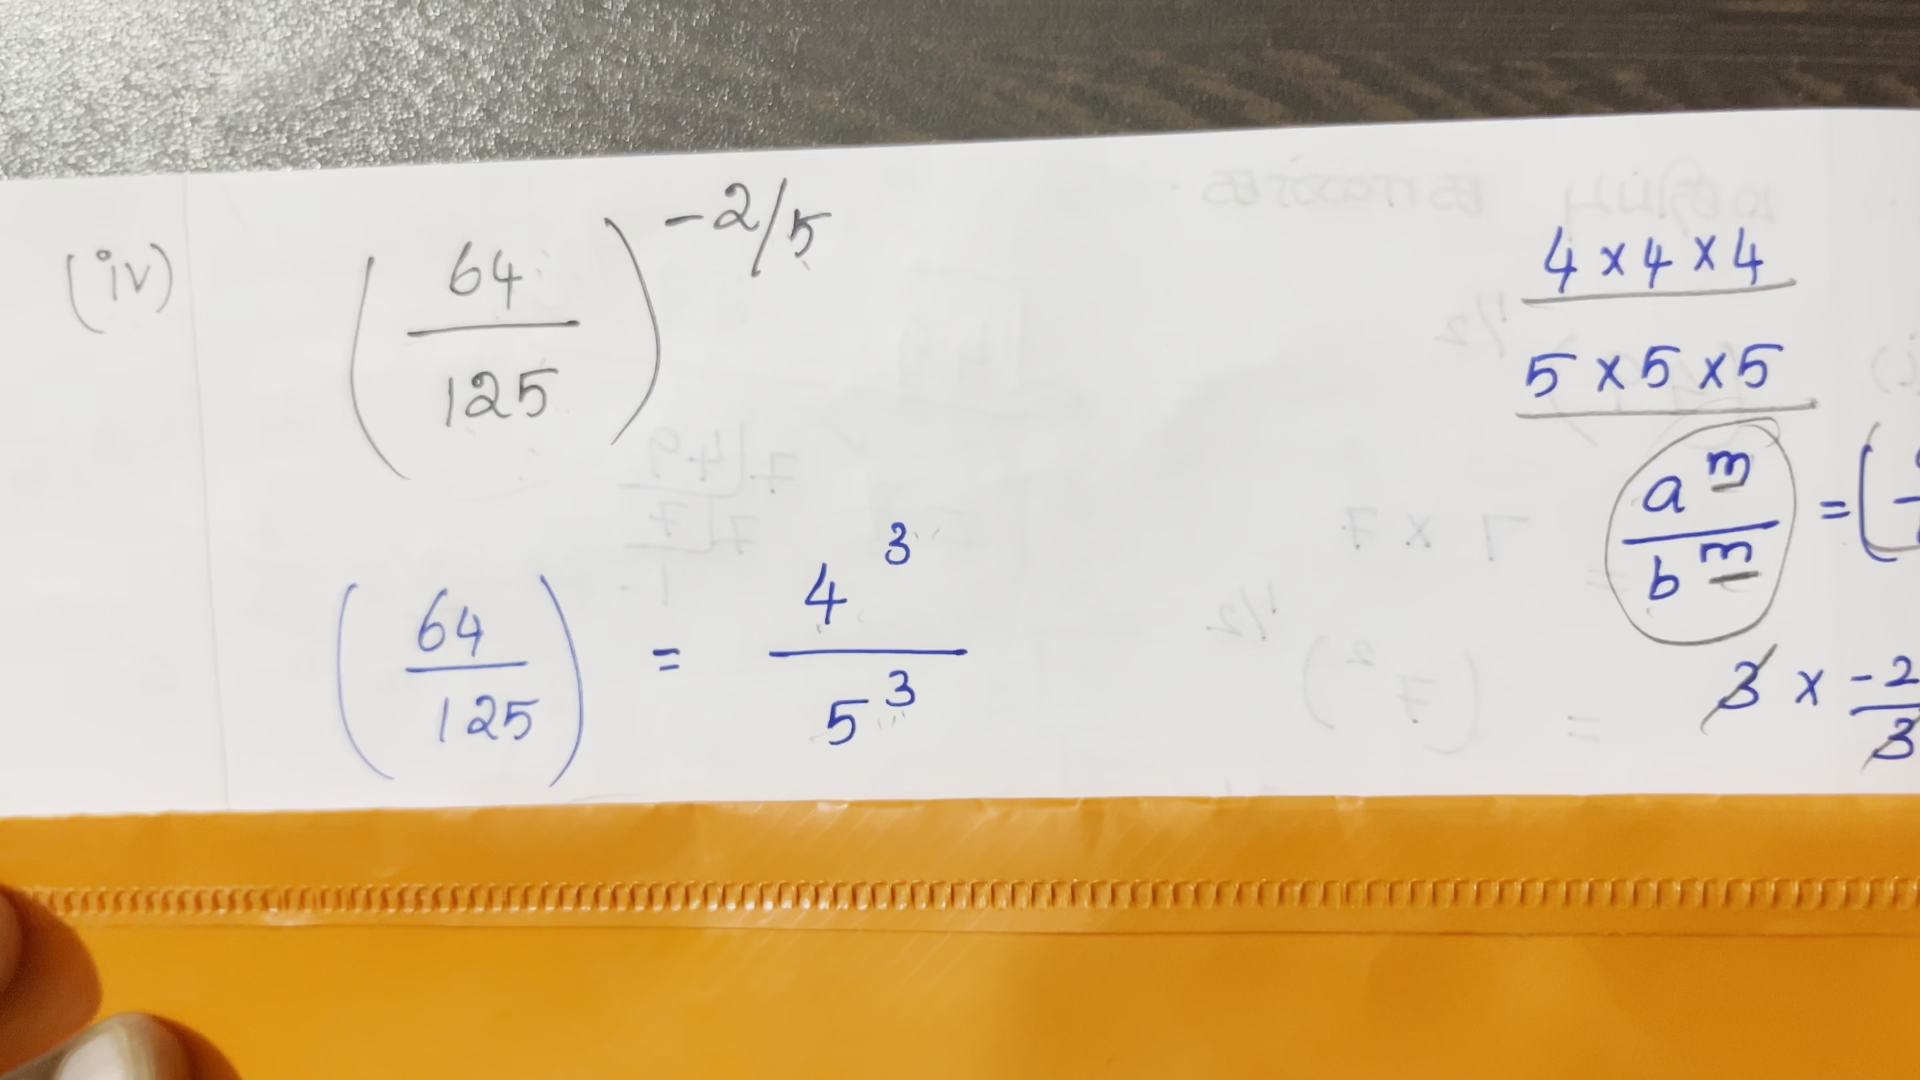 (iv) (64/125)^-2/5
4 × 4 × 4
5 × 5 × 5
a^m/b^m = (
(64/125) = 4^3/5^3
3 × -2/3